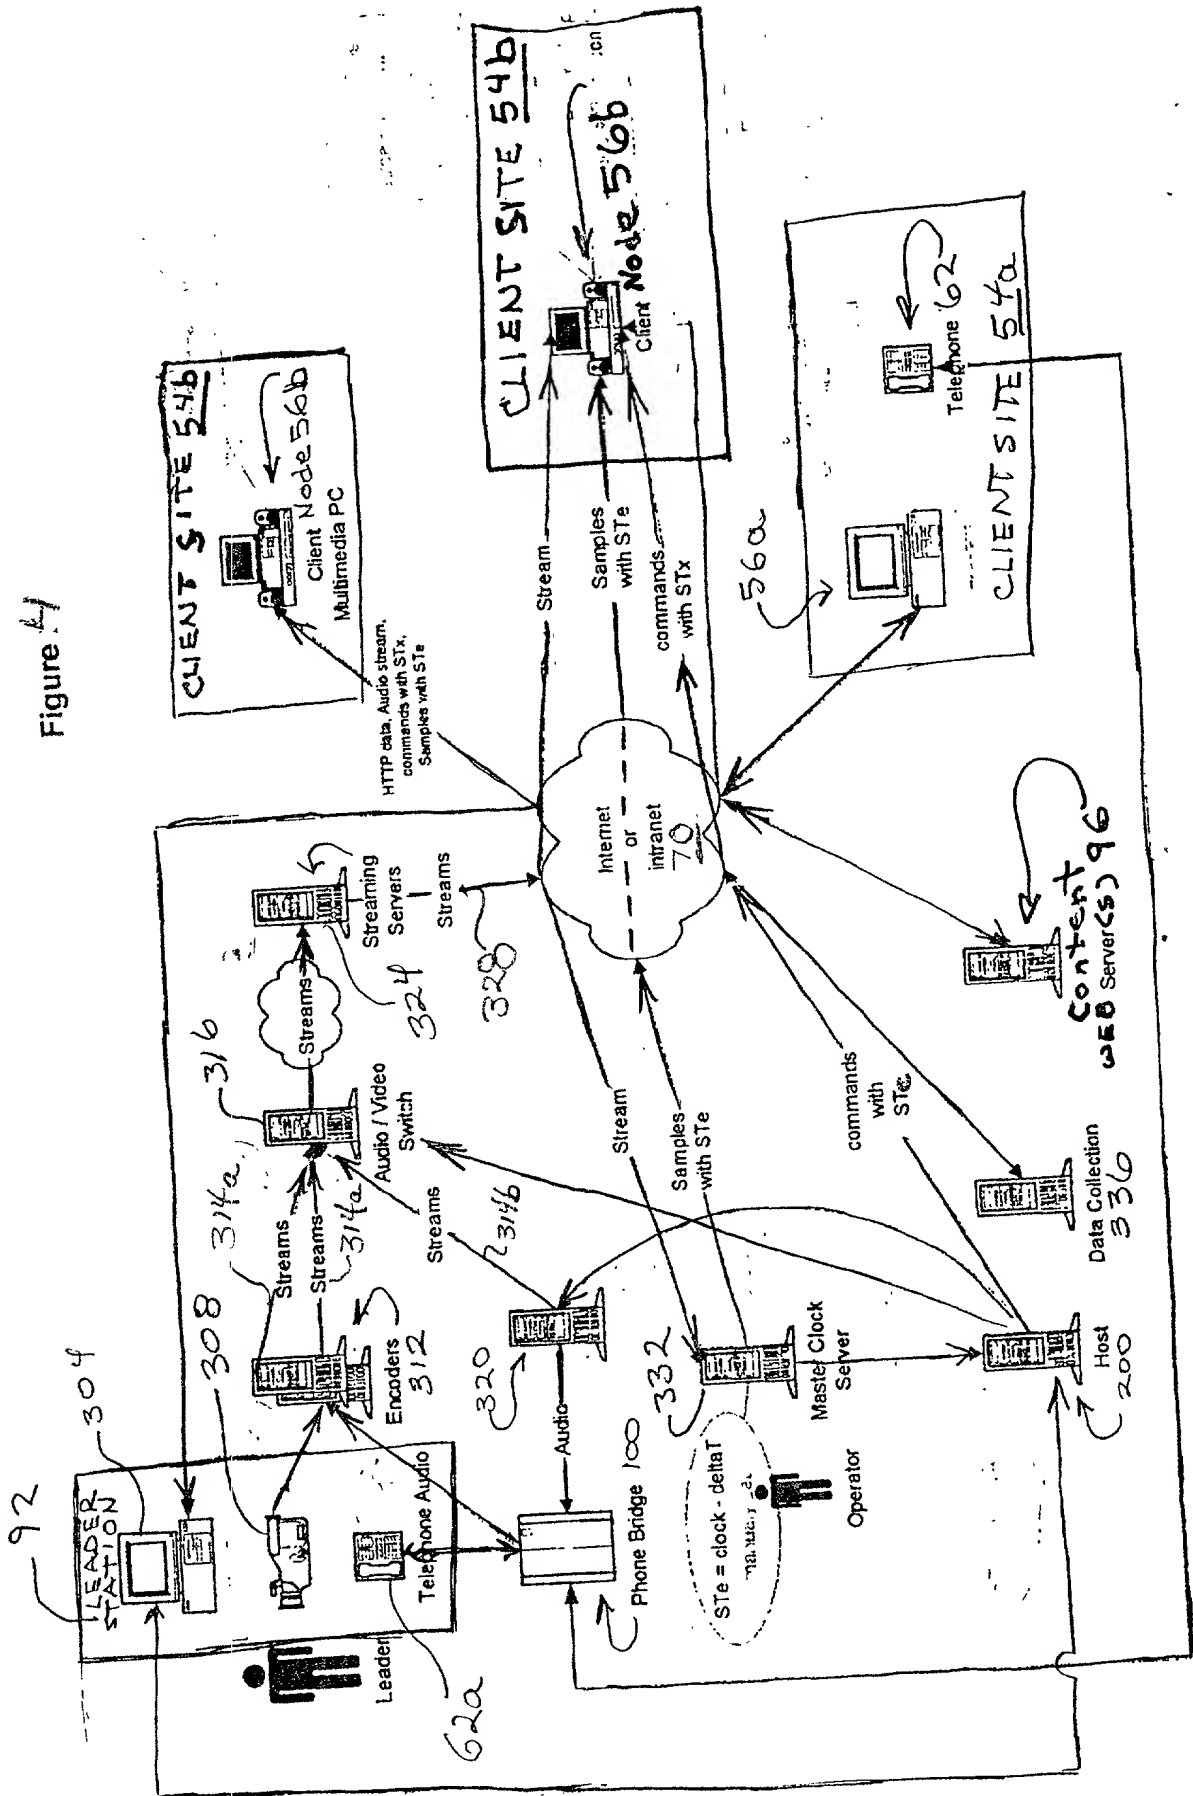 Figure 4
92
LEADER
STATION
304
308
Leader
62a
Telephone Audio
Encoders
312
314a
Streams
Streams
314a
316
Audio / Video
Switch
Streams
314b
Streams
324
Streaming
Servers
Streams
328
320
Audio
Phone Bridge 100
332
Master Clock
Server
STe = clock - deltaT
Operator
Stream
Samples
with STe
commands
with
STc
Host
200
Data Collection
336
Content
WEB Server(s) 96
Internet
or
intranet
70
HTTP data, Audio stream,
commands with STx,
Samples with STe
CLIENT SITE 54b
Client Node 56b
Multimedia PC
Stream
Samples
with STe
commands
with STx
CLIENT SITE 54b
Client Node 56b
56a
Telephone 62
CLIENT SITE 54a